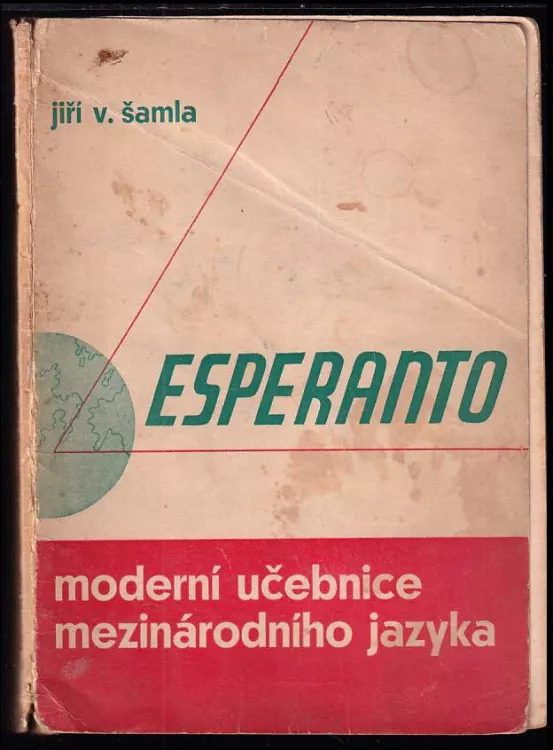 jiří v. šamla
ESPERANTO
moderní učebnice
mezinárodního jazyka